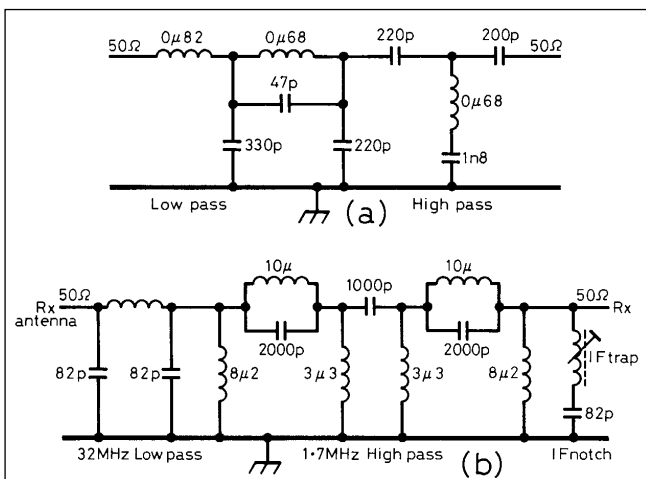 220p 200p
50Ω 0μ82 0μ68 50Ω
47p 0μ68
330p 220p 1n8
Low pass (a) High pass
10μ 1000p 10μ
50Ω 50Ω
Rx Rx
antenna
2000p 2000p
IF trap
82p 82p 8μ2 3μ3 3μ3 8μ2
82p
32MHz Low pass 1·7MHz High pass (b) IF notch